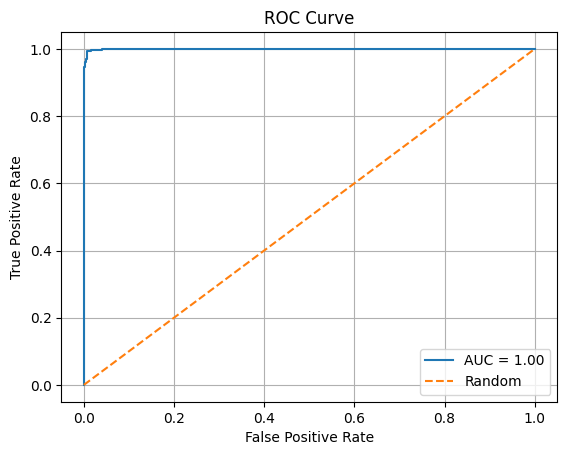 ROC Curve
True Positive Rate
1.0
0.8
0.6
0.4
0.2
0.0
0.0 0.2 0.4 0.6 0.8 1.0
False Positive Rate
AUC = 1.00
Random